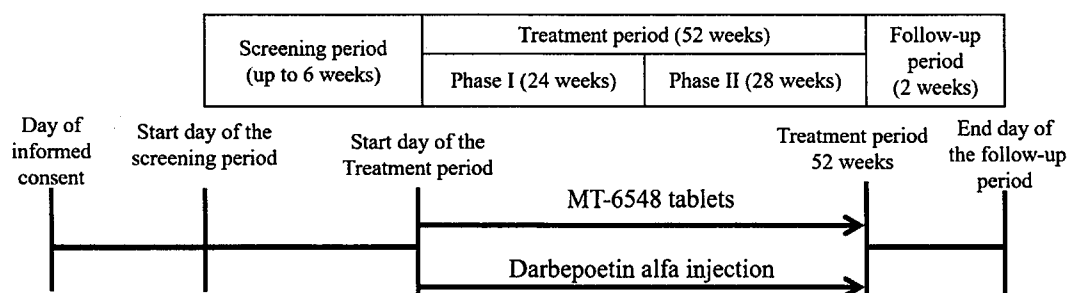 Screening period
(up to 6 weeks)
Treatment period (52 weeks)
Phase I (24 weeks)
Phase II (28 weeks)
Follow-up
period
(2 weeks)
Day of
informed
consent
Start day of the
screening period
Start day of the
Treatment period
Treatment period
52 weeks
End day of
the follow-up
period
MT-6548 tablets
Darbepoetin alfa injection